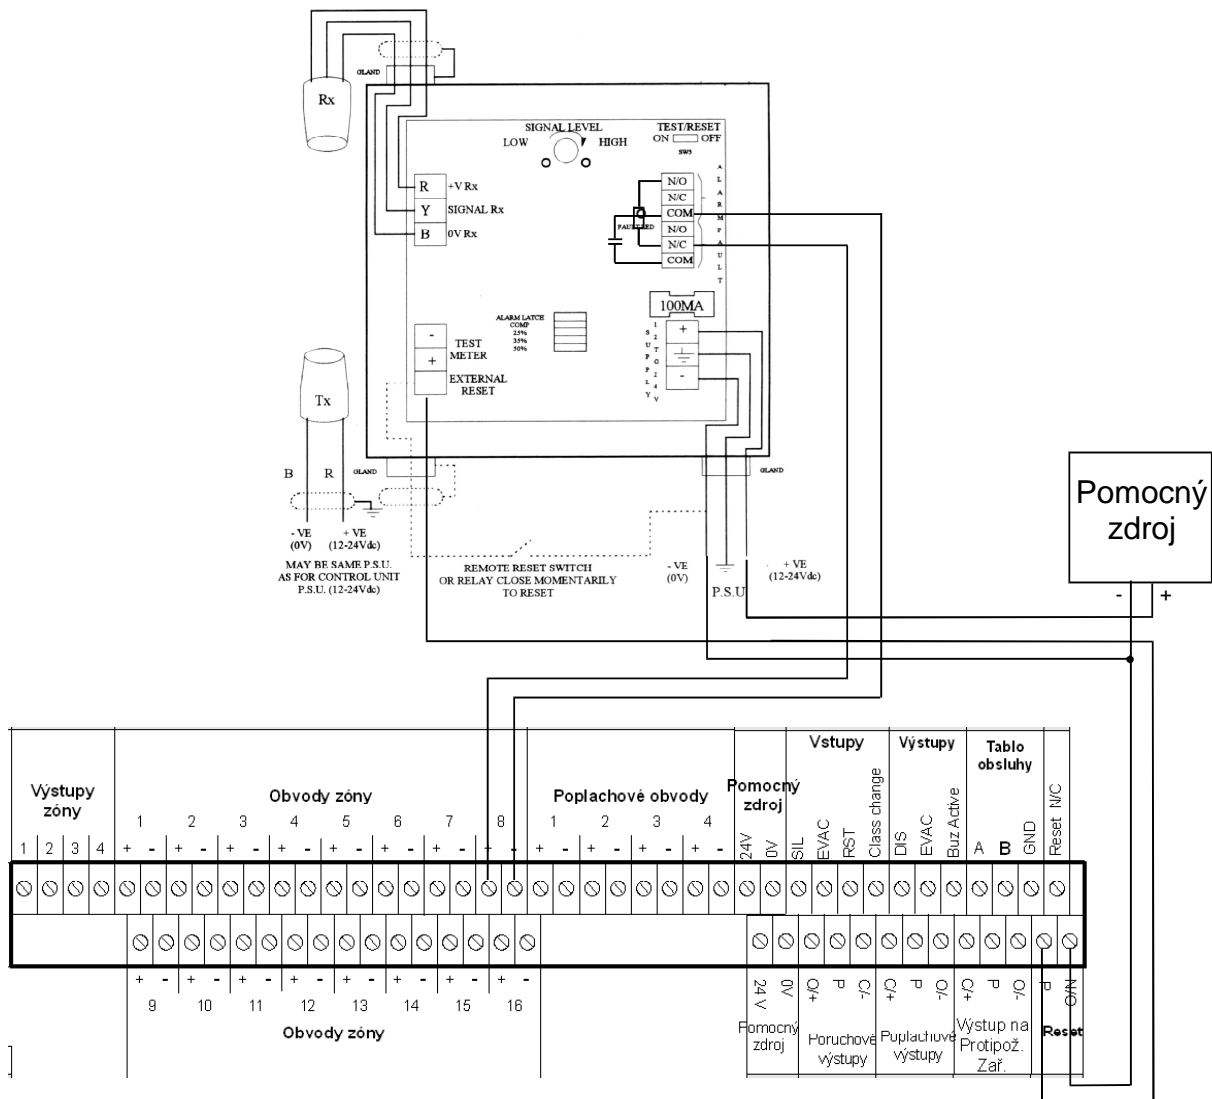 GLAND
Rx
SIGNAL LEVEL
LOW HIGH
TEST/RESET
ON OFF
SW5
R +V Rx
Y SIGNAL Rx
B 0V Rx
N/O
N/C
COM
N/O
N/C
COM
ALARM
FAULT
FAULT LED
100MA
ALARM LATCH
COMP
25%
35%
50%
-
+
TEST
METER
EXTERNAL
RESET
+
-
SUPPLY
12TO24V
Tx
B R
GLAND
GLAND
- VE
(0V)
+ VE
(12-24Vdc)
MAY BE SAME P.S.U.
AS FOR CONTROL UNIT
P.S.U. (12-24Vdc)
REMOTE RESET SWITCH
OR RELAY CLOSE MOMENTARILY
TO RESET
- VE
(0V)
P.S.U
+ VE
(12-24Vdc)
Pomocný
zdroj
- +
Výstupy
zóny
1 2 3 4
Obvody zóny
1 2 3 4 5 6 7 8
+ - + - + - + - + - + - + - + -
Poplachové obvody
1 2 3 4
+ - + - + - + -
Pomocný
zdroj
24V 0V
Vstupy
SIL EVAC RST Class change
Výstupy
DIS EVAC Buz Active
Tablo
obsluhy
A B GND
Reset N/C
+ - + - + - + - + - + - + - + -
9 10 11 12 13 14 15 16
Obvody zóny
24 V 0V
Pomocný
zdroj
O/+ P C/-
Poruchové
výstupy
C/+ P O/-
Poplachové
výstupy
C/+ P O/-
Výstup na
Protipož.
Zař.
P N/O
Reset